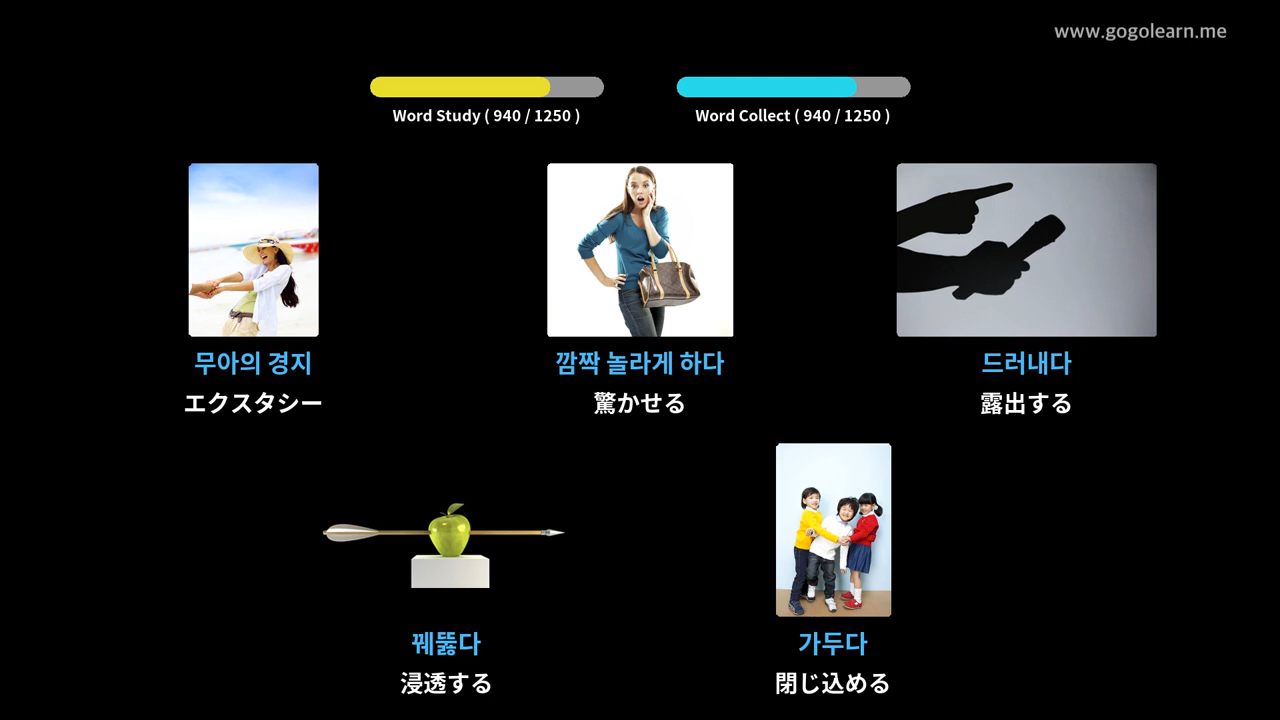 www.gogolearn.me
Word Study ( 940 / 1250 )
Word Collect ( 940 / 1250 )
무아의 경지
エクスタシー
깜짝 놀라게 하다
驚かせる
드러내다
露出する
꿰뚫다
浸透する
가두다
閉じ込める